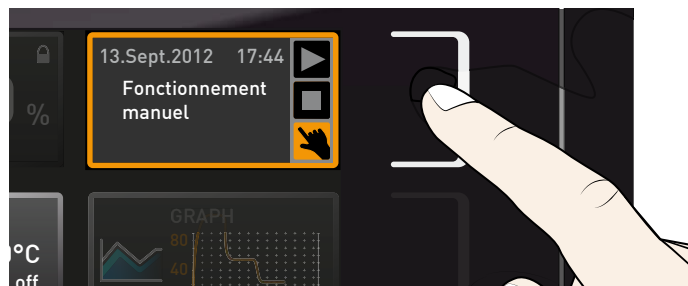 13.Sept.2012 17:44
Fonctionnement
manuel
%
GRAPH
80
40
°C
off